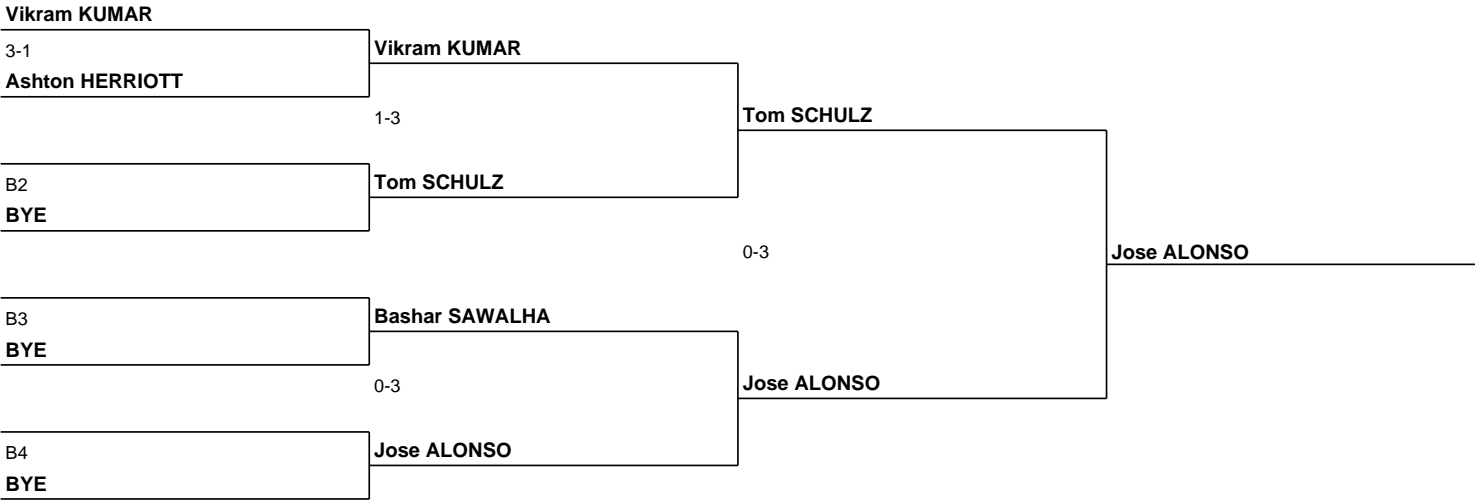 Vikram KUMAR
3-1
Vikram KUMAR
Ashton HERRIOTT
1-3
Tom SCHULZ
B2
Tom SCHULZ
BYE
0-3
Jose ALONSO
B3
Bashar SAWALHA
BYE
0-3
Jose ALONSO
B4
Jose ALONSO
BYE